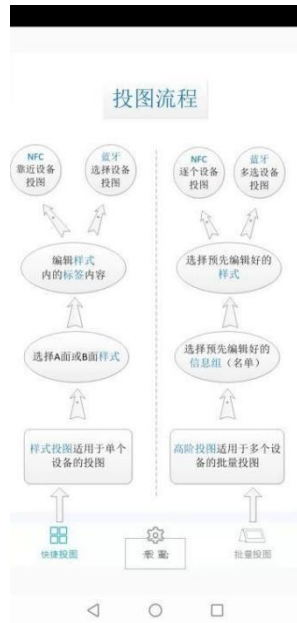 投图流程
NFC
靠近设备
投图
蓝牙
选择设备
投图
NFC
逐个设备
投图
蓝牙
多选设备
投图
编辑样式
内的标签内容
选择预先编辑好的
样式
选择A面或B面样式
选择预先编辑好的
信息组（名单）
样式投图适用于单个
设备的投图
高阶投图适用于多个设
备的批量投图
快捷投图
批量投图